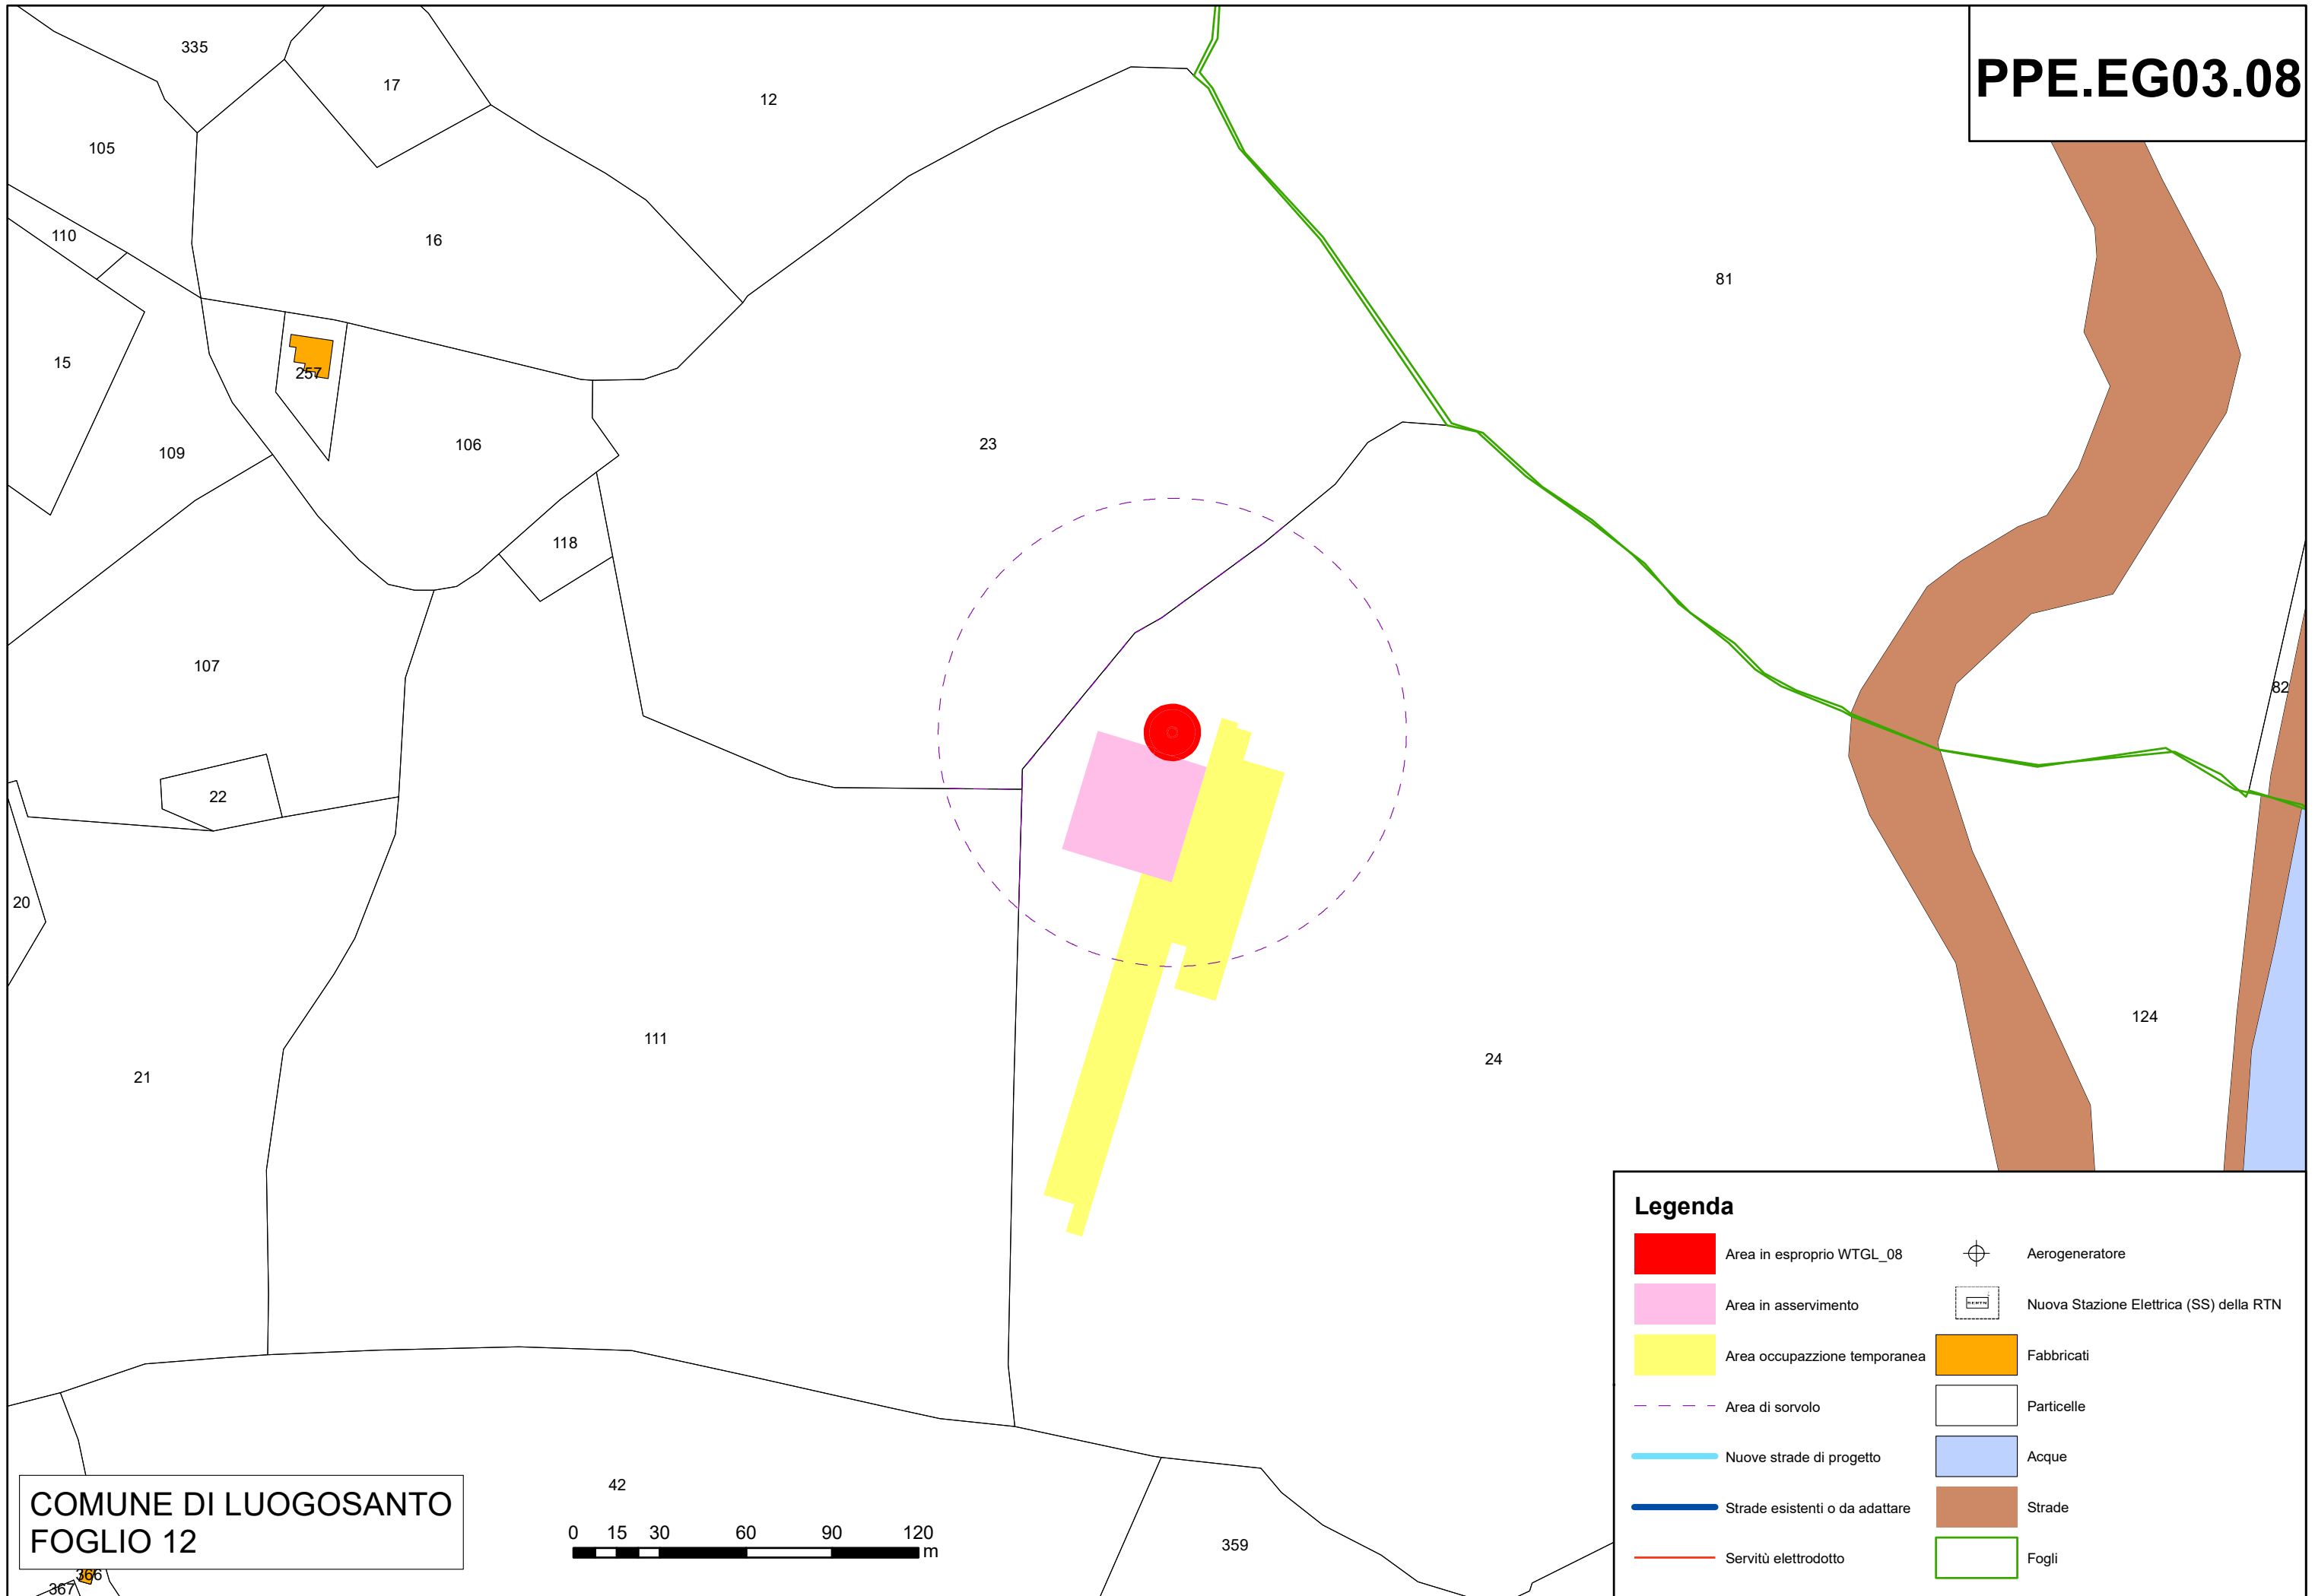 PPE.EG03.08
335
17
12
105
110
16
81
15
257
109
106
23
118
107
82
22
20
124
111
24
21
42
359
366
367
COMUNE DI LUOGOSANTO
FOGLIO 12
0 15 30 60 90 120
m
Legenda
Area in esproprio WTGL_08
Area in asservimento
Area occupazzione temporanea
Area di sorvolo
Nuove strade di progetto
Strade esistenti o da adattare
Servitù elettrodotto
Aerogeneratore
Nuova Stazione Elettrica (SS) della RTN
Fabbricati
Particelle
Acque
Strade
Fogli